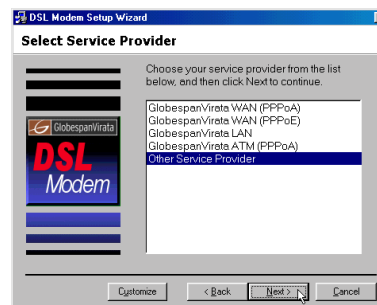 DSL Modem Setup Wizard
Select Service Provider
Choose your service provider from the list
below, and then click Next to continue.
GlobespanVirata WAN (PPPoA)
GlobespanVirata WAN (PPPoE)
GlobespanVirata LAN
GlobespanVirata ATM (PPPoA)
Other Service Provider
GlobespanVirata
DSL
Modem
Customize
< Back
Next >
Cancel